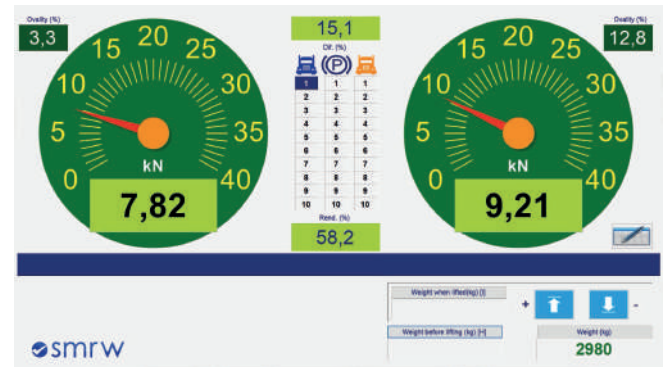 Ovality (%)
3,3
0
5
10
15
20
25
30
35
40
kN
7,82
15,1
Dif. (%)
(P)
1 1 1
2 2 2
3 3 3
4 4 4
5 5 5
6 6 6
7 7 7
8 8 8
9 9 9
10 10 10
Rend. (%)
58,2
Ovality (%)
12,8
0
5
10
15
20
25
30
35
40
kN
9,21
Weight when lifted(kg) [I]
+ -
Weight before lifting (kg) [H]
Weight (kg)
2980
smrw